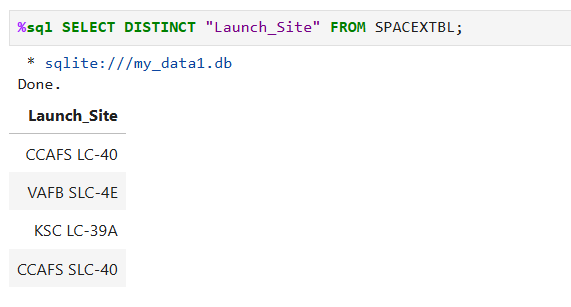 %sql SELECT DISTINCT "Launch_Site" FROM SPACEXTBL;
* sqlite:///my_data1.db
Done.
Launch_Site
CCAFS LC-40
VAFB SLC-4E
KSC LC-39A
CCAFS SLC-40